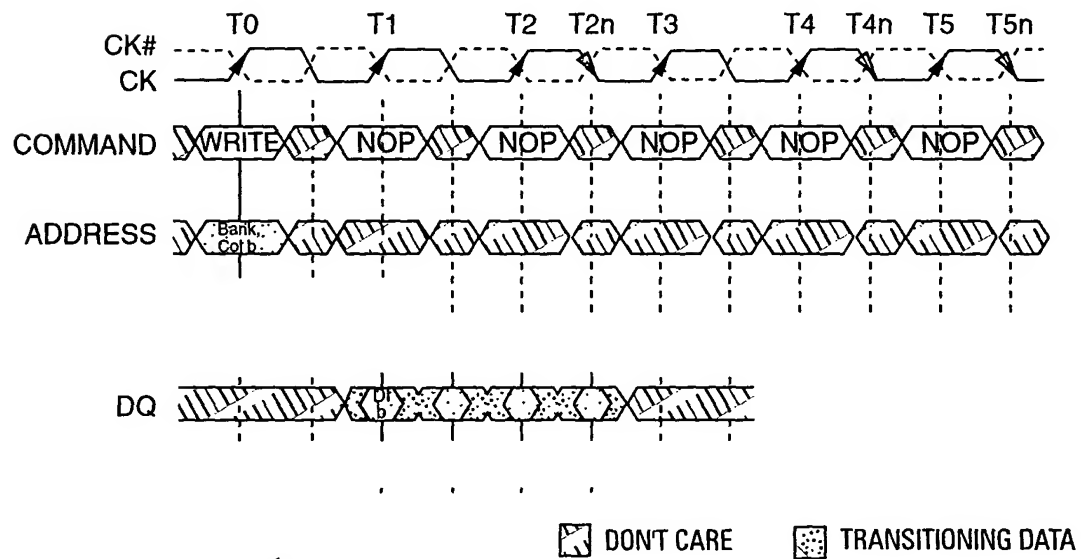 T0 T1 T2 T2n T3 T4 T4n T5 T5n
CK#
CK
COMMAND WRITE NOP NOP NOP NOP NOP
ADDRESS Bank,
Col b
DQ DI
b
DON'T CARE TRANSITIONING DATA